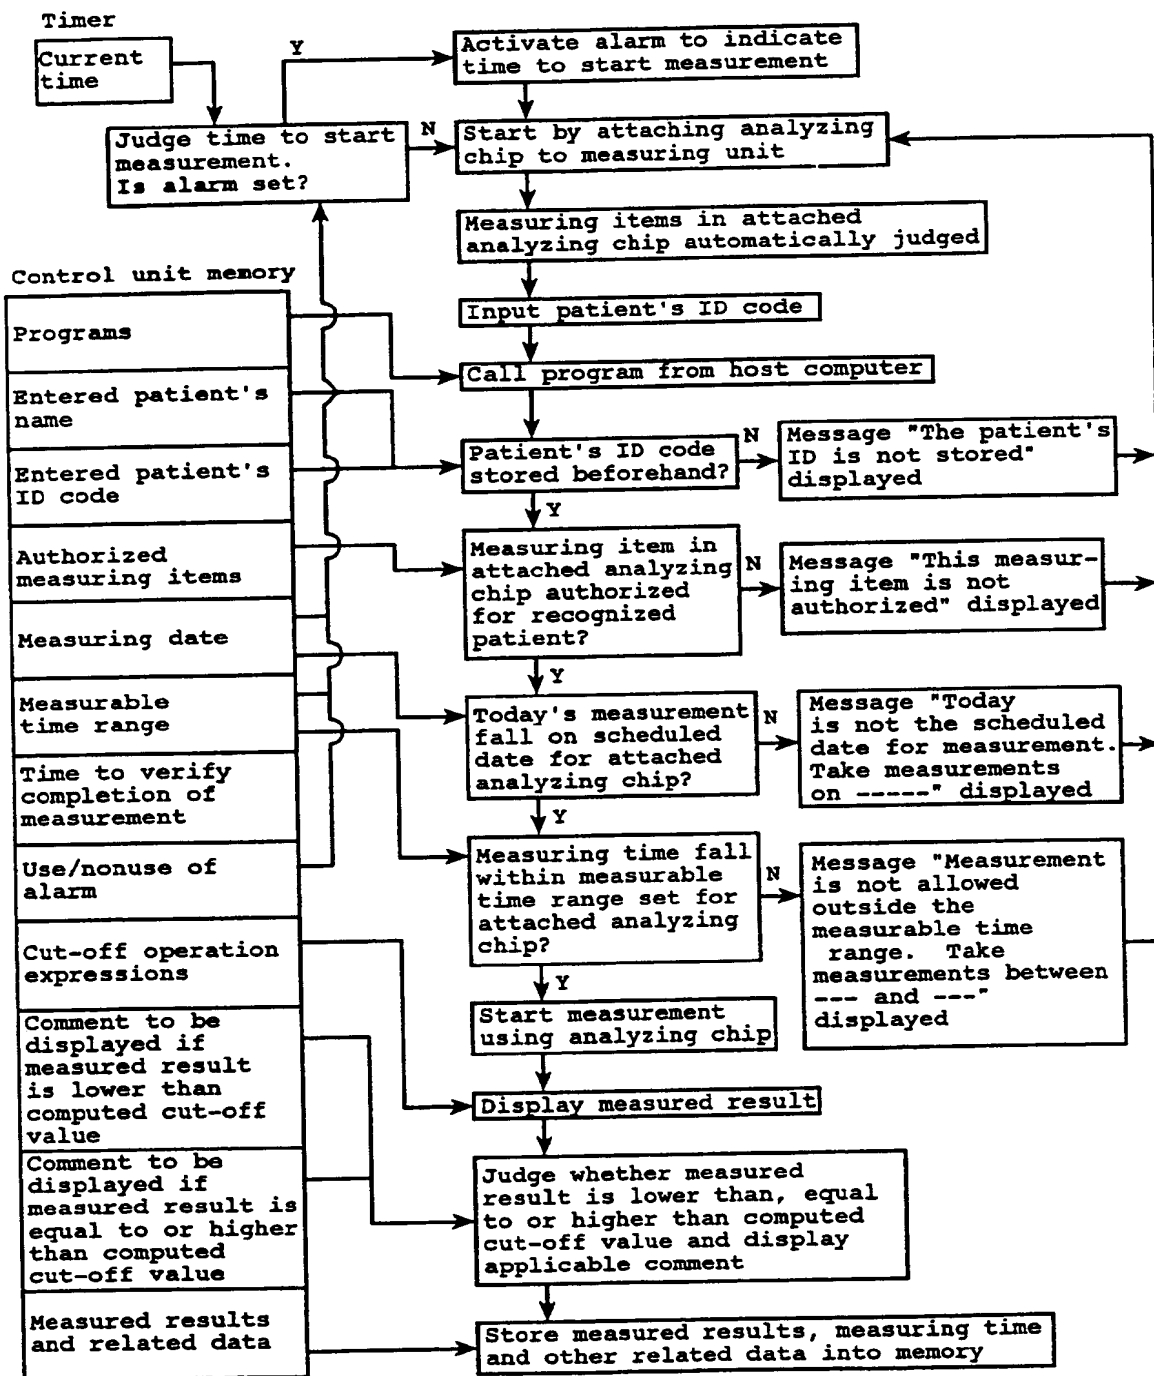 Timer
Current
time
Y
Activate alarm to indicate
time to start measurement
Judge time to start
measurement.
Is alarm set?
N
Start by attaching analyzing
chip to measuring unit
Measuring items in attached
analyzing chip automatically judged
Input patient's ID code
Call program from host computer
Patient's ID code
stored beforehand?
N
Message "The patient's
ID is not stored"
displayed
Y
Measuring item in
attached analyzing
chip authorized
for recognized
patient?
N
Message "This measur-
ing item is not
authorized" displayed
Y
Today's measurement
fall on scheduled
date for attached
analyzing chip?
N
Message "Today
is not the scheduled
date for measurement.
Take measurements
on -----" displayed
Y
Measuring time fall
within measurable
time range set for
attached analyzing
chip?
N
Message "Measurement
is not allowed
outside the
measurable time
range. Take
measurements between
--- and ---"
displayed
Y
Start measurement
using analyzing chip
Display measured result
Judge whether measured
result is lower than, equal
to or higher than computed
cut-off value and display
applicable comment
Store measured results, measuring time
and other related data into memory
Control unit memory
Programs
Entered patient's
name
Entered patient's
ID code
Authorized
measuring items
Measuring date
Measurable
time range
Time to verify
completion of
measurement
Use/nonuse of
alarm
Cut-off operation
expressions
Comment to be
displayed if
measured result
is lower than
computed cut-off
value
Comment to be
displayed if
measured result is
equal to or higher
than computed
cut-off value
Measured results
and related data